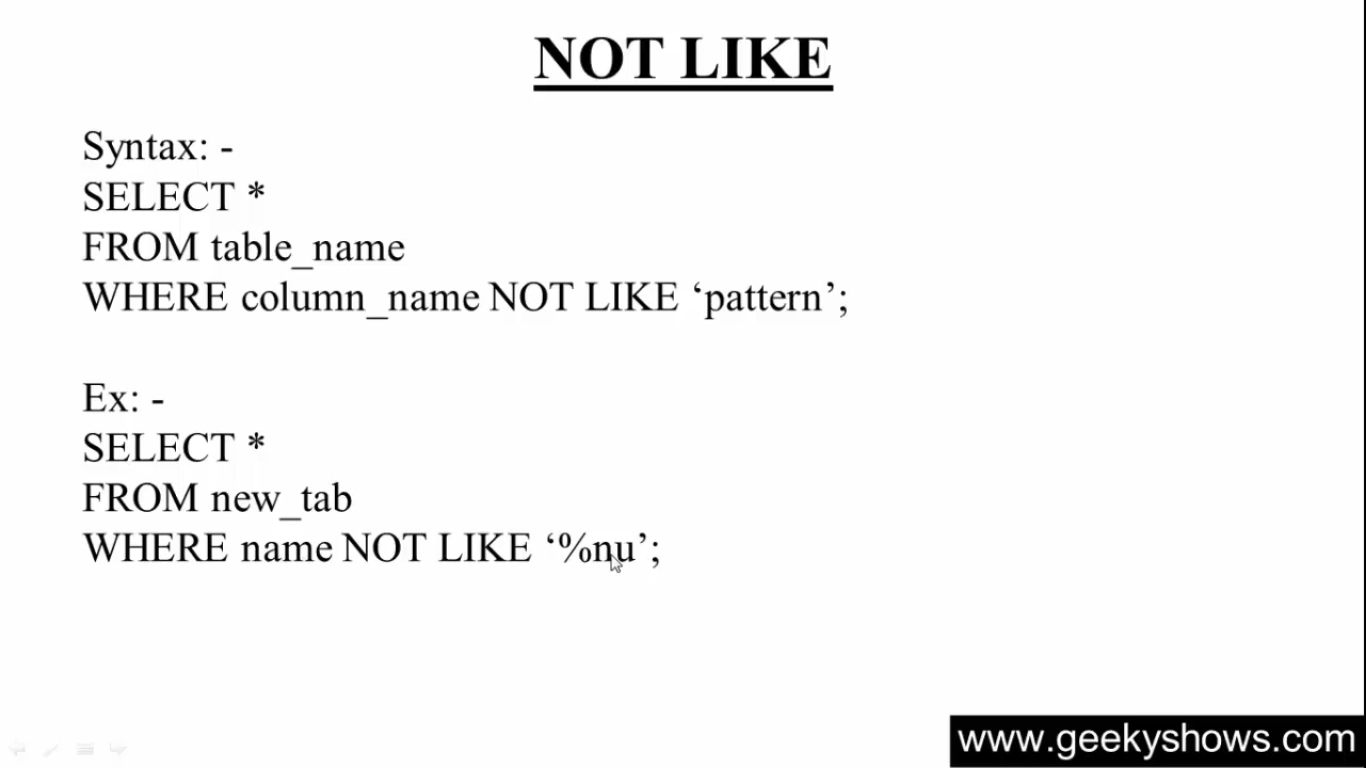 NOT LIKE
Syntax: -
SELECT *
FROM table_name
WHERE column_name NOT LIKE ‘pattern’;
Ex: -
SELECT *
FROM new_tab
WHERE name NOT LIKE ‘%nu’;
www.geekyshows.com